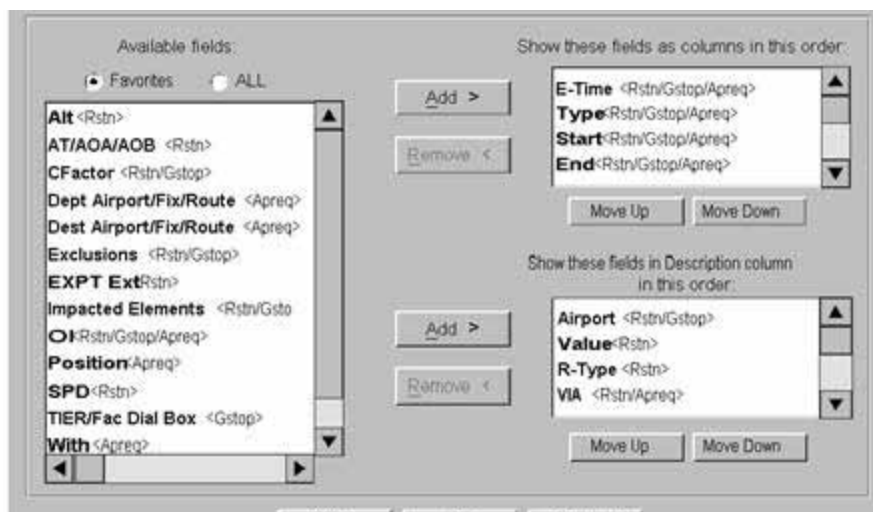 Available fields:
Favorites ALL
Alt <Rstn>
AT/AOA/AOB <Rstn>
CFactor <Rstn/Gstop>
Dept Airport/Fix/Route <Apreq>
Dest Airport/Fix/Route <Apreq>
Exclusions <Rstn/Gstop>
EXPT ExtRstn>
Impacted Elements <Rstn/Gsto
OI<Rstn/Gstop/Apreq>
Position<Apreq>
SPD<Rstn>
TIER/Fac Dial Box <Gstop>
With <Apreq>
Add >
Remove <
Show these fields as columns in this order:
E-Time <Rstn/Gstop/Apreq>
Type<Rstn/Gstop/Apreq>
Start<Rstn/Gstop/Apreq>
End<Rstn/Gstop/Apreq>
Move Up Move Down
Add >
Remove <
Show these fields in Description column
in this order:
Airport <Rstn/Gstop>
Value<Rstn>
R-Type <Rstn>
VIA <Rstn/Apreq>
Move Up Move Down